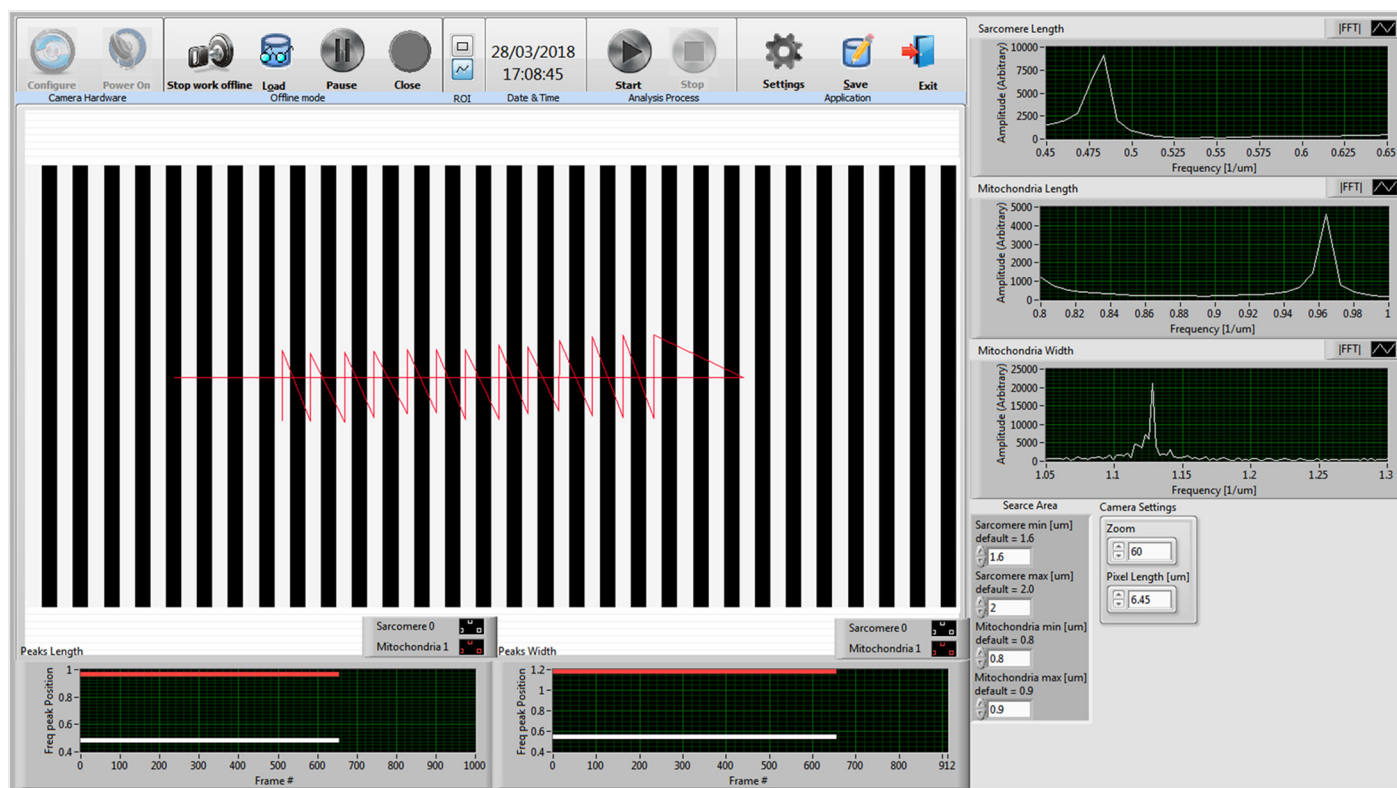 Configure Power On Stop work offline Load Pause Close 28/03/2018 17:08:45 Start Stop Settings Save Exit
Camera Hardware Offline mode ROI Date & Time Analysis Process Application
Sarcomere Length |FFT|
Amplitude (Arbitrary)
10000
7500
5000
2500
0
0.45 0.475 0.5 0.525 0.55 0.575 0.6 0.625 0.65
Frequency [1/um]
Mitochondria Length |FFT|
Amplitude (Arbitrary)
5000
4000
3000
2000
1000
0
0.8 0.82 0.84 0.86 0.88 0.9 0.92 0.94 0.96 0.98 1
Frequency [1/um]
Mitochondria Width |FFT|
Amplitude (Arbitrary)
25000
20000
15000
10000
5000
0
1.05 1.1 1.15 1.2 1.25 1.3
Frequency [1/um]
Searce Area
Sarcomere min [um]
default = 1.6
1.6
Sarcomere max [um]
default = 2.0
2
Mitochondria min [um]
default = 0.8
0.8
Mitochondria max [um]
default = 0.9
0.9
Camera Settings
Zoom
60
Pixel Length [um]
6.45
Peaks Length
Sarcomere 0
Mitochondria 1
Freq peak Position
1
0.8
0.6
0.4
0 100 200 300 400 500 600 700 800 900 1000
Frame #
Peaks Width
Sarcomere 0
Mitochondria 1
Freq peak Position
1.2
1
0.8
0.6
0.4
0 100 200 300 400 500 600 700 800 912
Frame #